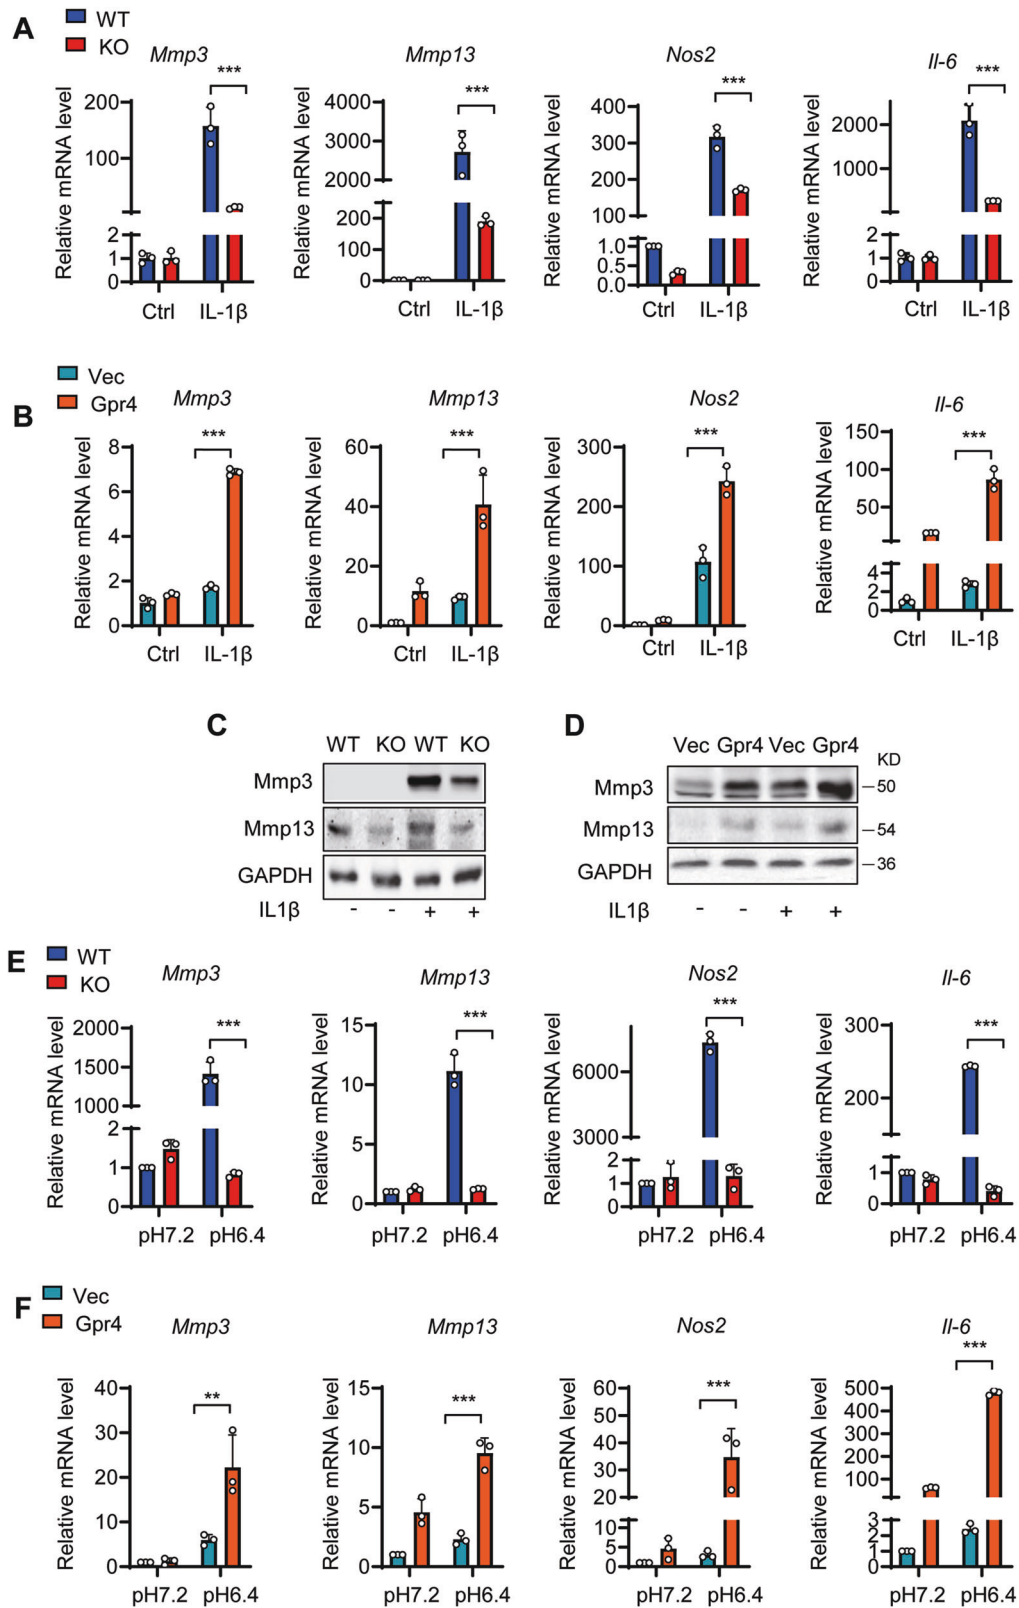 A
WT
KO
Mmp3
Mmp13
Nos2
Il-6
***
***
***
***
Relative mRNA level
200
100
2
1
0
Ctrl
IL-1β
Relative mRNA level
4000
3000
2000
200
100
0
Ctrl
IL-1β
Relative mRNA level
400
300
200
100
1.0
0.5
0.0
Ctrl
IL-1β
Relative mRNA level
2000
1000
2
1
0
Ctrl
IL-1β
B
Vec
Gpr4
Mmp3
Mmp13
Nos2
Il-6
***
***
***
***
Relative mRNA level
8
6
4
2
0
Ctrl
IL-1β
Relative mRNA level
60
40
20
0
Ctrl
IL-1β
Relative mRNA level
300
200
100
0
Ctrl
IL-1β
Relative mRNA level
150
100
50
4
2
0
Ctrl
IL-1β
C
WT KO WT KO
Mmp3
Mmp13
GAPDH
IL1β - - + +
D
Vec Gpr4 Vec Gpr4
KD
Mmp3 50
Mmp13 54
GAPDH 36
IL1β - - + +
E
WT
KO
Mmp3
Mmp13
Nos2
Il-6
***
***
***
***
Relative mRNA level
2000
1500
1000
2
1
0
pH7.2 pH6.4
Relative mRNA level
15
10
5
0
pH7.2 pH6.4
Relative mRNA level
6000
3000
2
1
0
pH7.2 pH6.4
Relative mRNA level
300
200
1
0
pH7.2 pH6.4
F
Vec
Gpr4
Mmp3
Mmp13
Nos2
Il-6
**
***
***
***
Relative mRNA level
40
30
20
10
0
pH7.2 pH6.4
Relative mRNA level
15
10
5
0
pH7.2 pH6.4
Relative mRNA level
60
50
40
30
20
10
5
0
pH7.2 pH6.4
Relative mRNA level
500
400
300
200
100
3
2
1
0
pH7.2 pH6.4